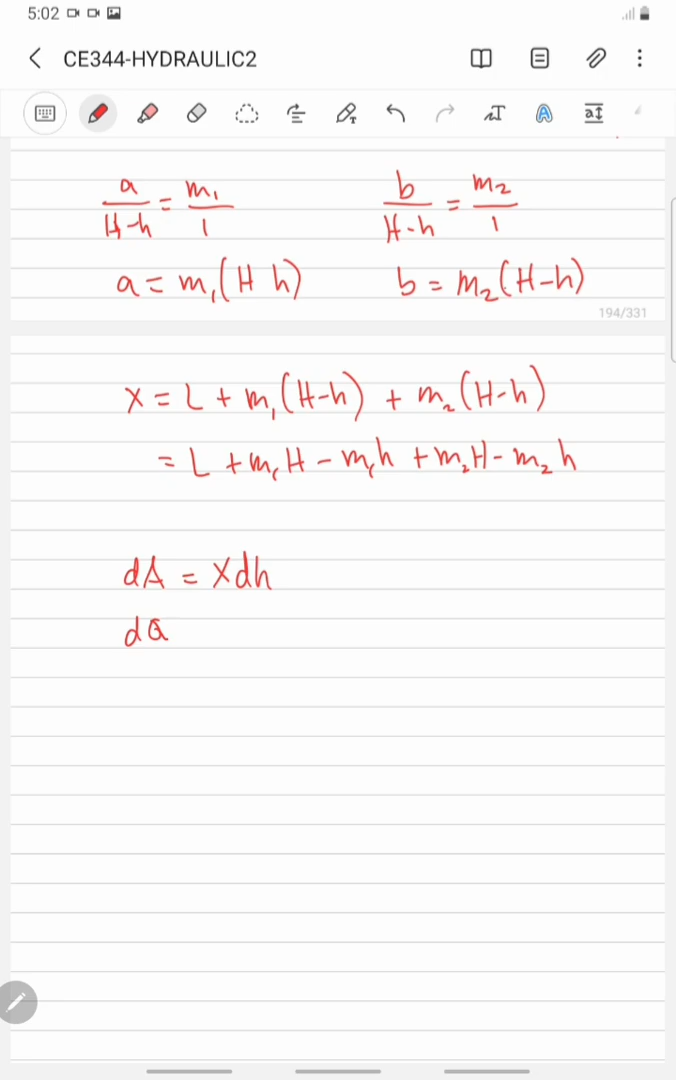 5:02
CE344-HYDRAULIC2
a/(H-h) = m₁/1 b/(H-h) = m₂/1
a = m₁(H h) b = m₂(H-h)
194/331
x = L + m₁(H-h) + m₂(H-h)
= L + m₁H - m₁h + m₂H - m₂h
dA = xdh
dQ